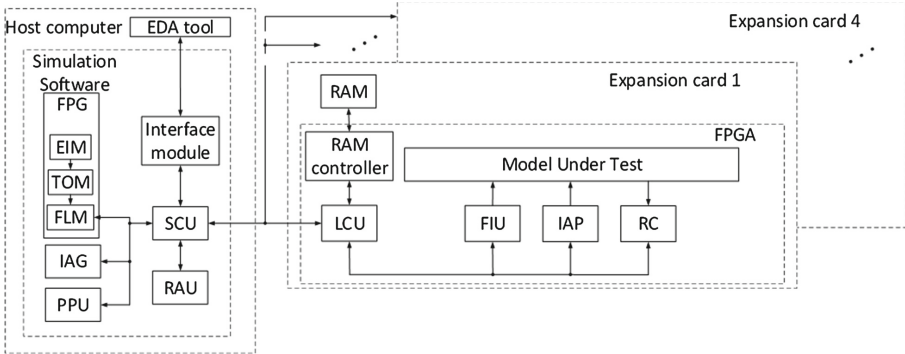 Host computer
EDA tool
Simulation
Software
FPG
EIM
TOM
FLM
IAG
PPU
Interface
module
SCU
RAU
Expansion card 4
Expansion card 1
RAM
FPGA
RAM
controller
Model Under Test
LCU
FIU
IAP
RC